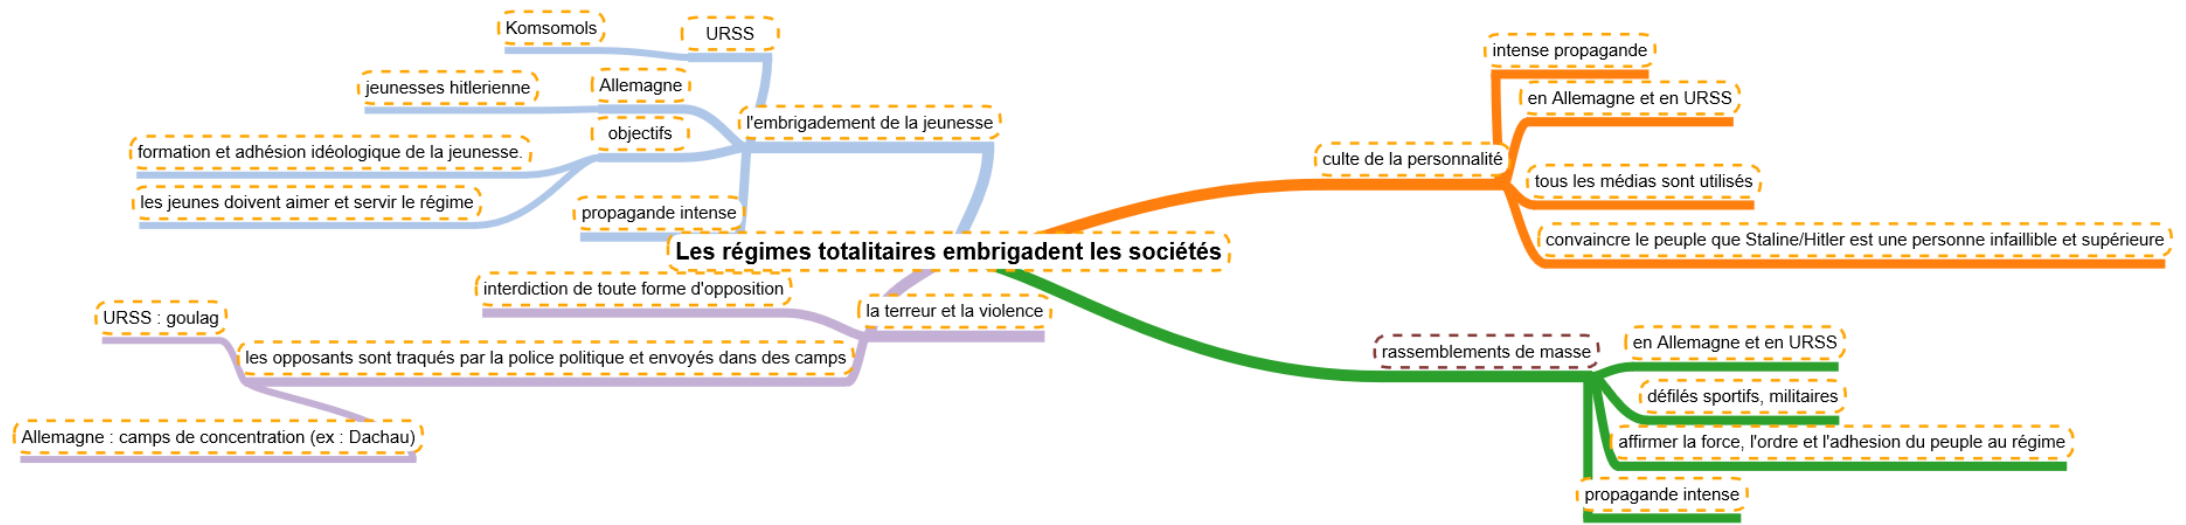 Les régimes totalitaires embrigadent les sociétés
l'embrigadement de la jeunesse
URSS
Komsomols
Allemagne
jeunesses hitlerienne
objectifs
formation et adhésion idéologique de la jeunesse.
les jeunes doivent aimer et servir le régime
propagande intense
la terreur et la violence
interdiction de toute forme d'opposition
les opposants sont traqués par la police politique et envoyés dans des camps
URSS : goulag
Allemagne : camps de concentration (ex : Dachau)
culte de la personnalité
intense propagande
en Allemagne et en URSS
tous les médias sont utilisés
convaincre le peuple que Staline/Hitler est une personne infaillible et supérieure
rassemblements de masse
en Allemagne et en URSS
défilés sportifs, militaires
affirmer la force, l'ordre et l'adhesion du peuple au régime
propagande intense